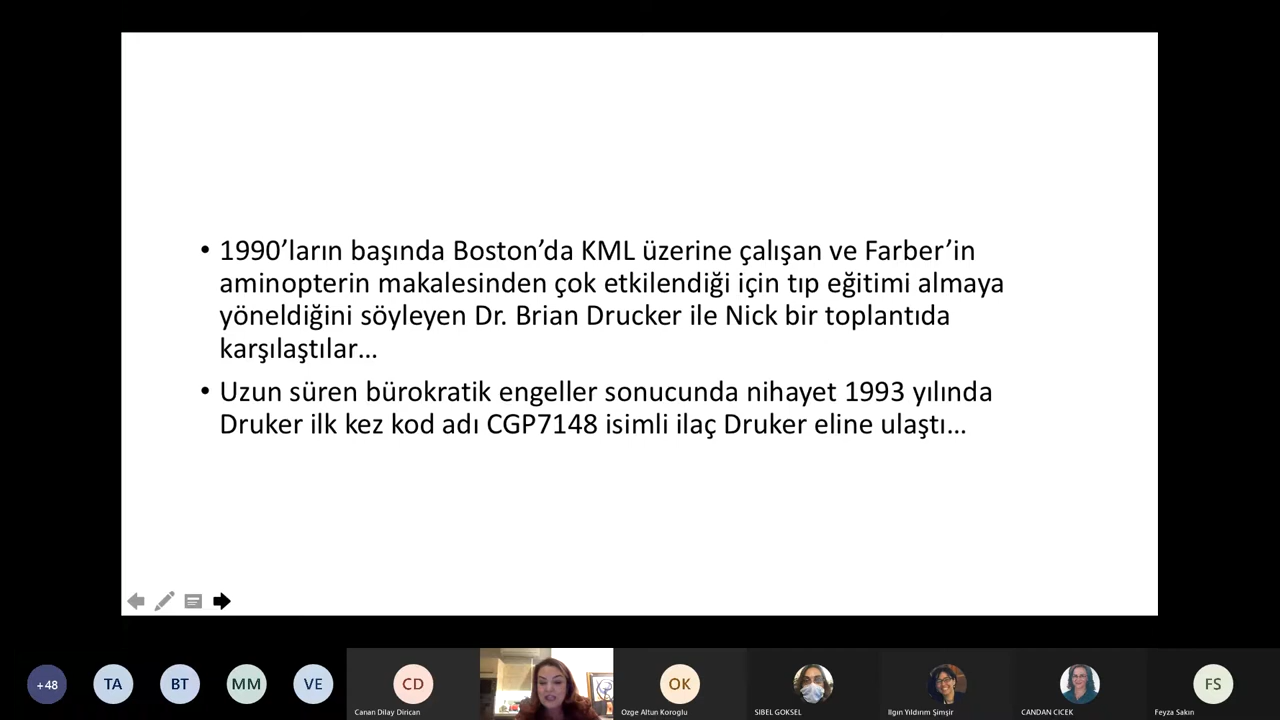 • 1990’ların başında Boston’da KML üzerine çalışan ve Farber’in
aminopterin makalesinden çok etkilendiği için tıp eğitimi almaya
yöneldiğini söyleyen Dr. Brian Drucker ile Nick bir toplantıda
karşılaştılar…
• Uzun süren bürokratik engeller sonucunda nihayet 1993 yılında
Druker ilk kez kod adı CGP7148 isimli ilaç Druker eline ulaştı…
+48
TA
BT
MM
VE
CD
Canan Dilay Dirican
OK
Ozge Altun Koroglu
SIBEL GOKSEL
Ilgın Yıldırım Şimşir
CANDAN CICEK
FS
Feyza Sakın